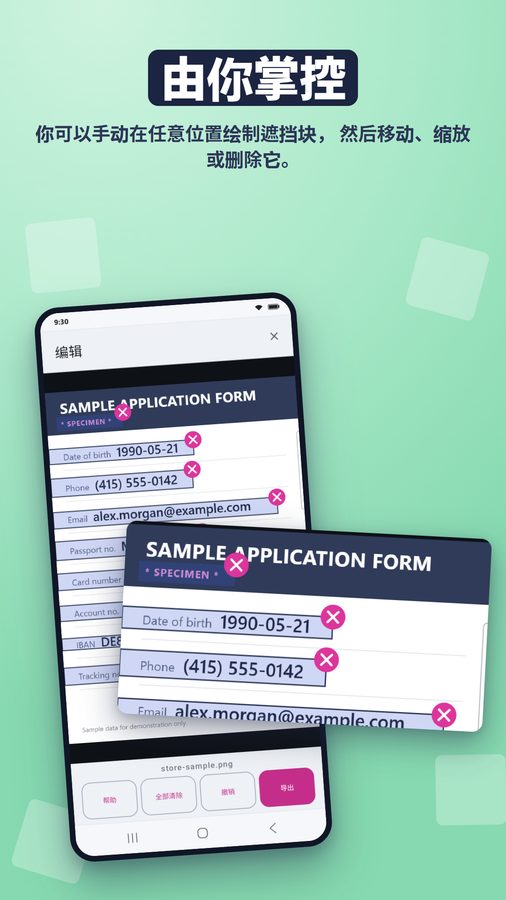 由你掌控
你可以手动在任意位置绘制遮挡块， 然后移动、缩放
或删除它。
9:30
编辑
SAMPLE APPLICATION FORM
* SPECIMEN *
Date of birth 1990-05-21
Phone (415) 555-0142
Email alex.morgan@example.com
Passport no.
Card number
Account no.
IBAN DE8
Tracking no
Sample data for demonstration only.
store-sample.png
帮助
全部清除
撤销
导出
SAMPLE APPLICATION FORM
* SPECIMEN *
Date of birth 1990-05-21
Phone (415) 555-0142
Email alex.morgan@example.com